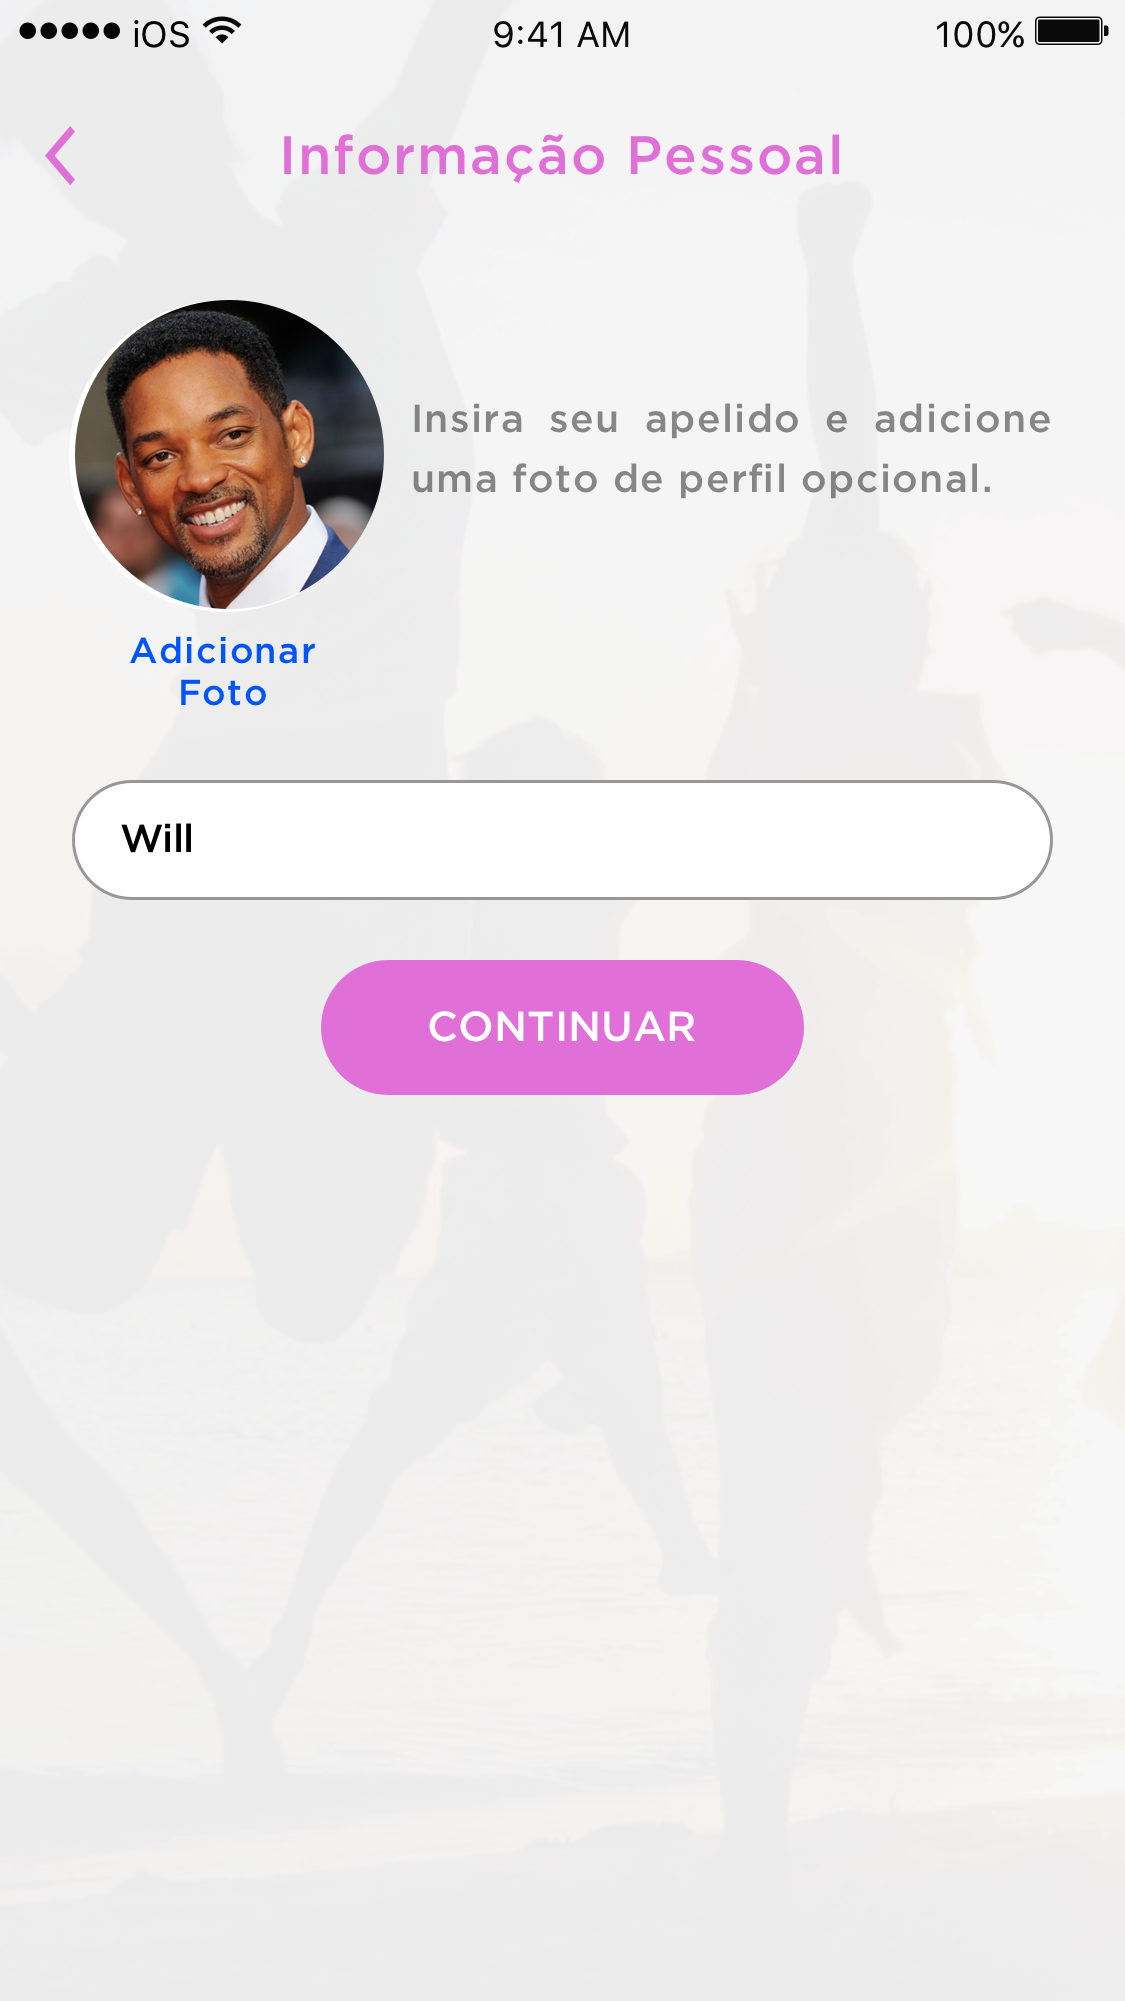 iOS 9:41 AM 100%
Informação Pessoal
Insira seu apelido e adicione
uma foto de perfil opcional.
Adicionar
Foto
Will
CONTINUAR